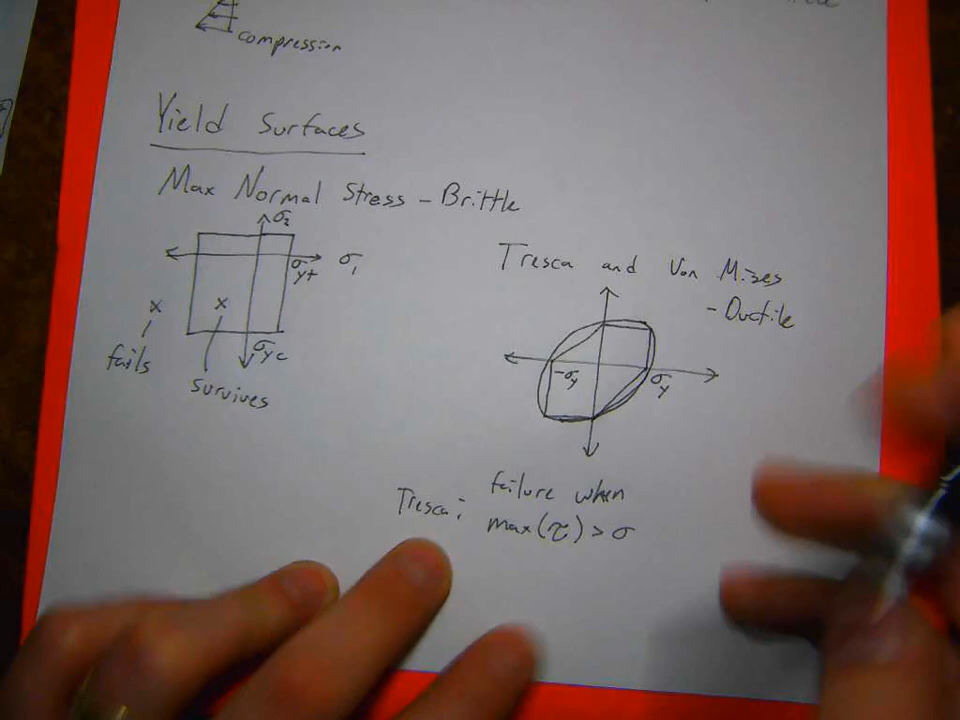 compression
Yield Surfaces
Max Normal Stress - Brittle
σ2
σyt
σ1
x
x
σyc
fails
survives
Tresca and Von Mises
- Ductile
-σy
σy
Tresca: failure when
max(τ) > σ